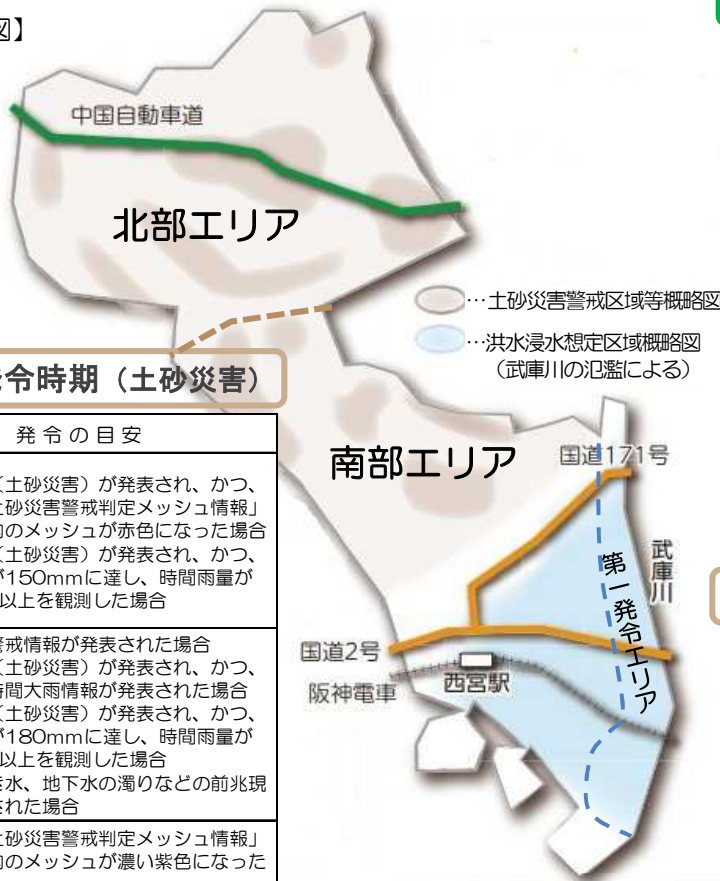 図】
中国自動車道
北部エリア
…土砂災害警戒区域等概略図
…洪水浸水想定区域概略図
（武庫川の氾濫による）
令時期（土砂災害）
発令の目安
（土砂災害）が発表され、かつ、
土砂災害警戒判定メッシュ情報」
のメッシュが赤色になった場合
（土砂災害）が発表され、かつ、
が150mmに達し、時間雨量が
以上を観測した場合
警戒情報が発表された場合
（土砂災害）が発表され、かつ、
時間大雨情報が発表された場合
（土砂災害）が発表され、かつ、
が180mmに達し、時間雨量が
以上を観測した場合
き水、地下水の濁りなどの前兆現
された場合
土砂災害警戒判定メッシュ情報」
のメッシュが濃い紫色になった
南部エリア
国道171号
武庫川
第一発令エリア
国道2号
阪神電車
西宮駅